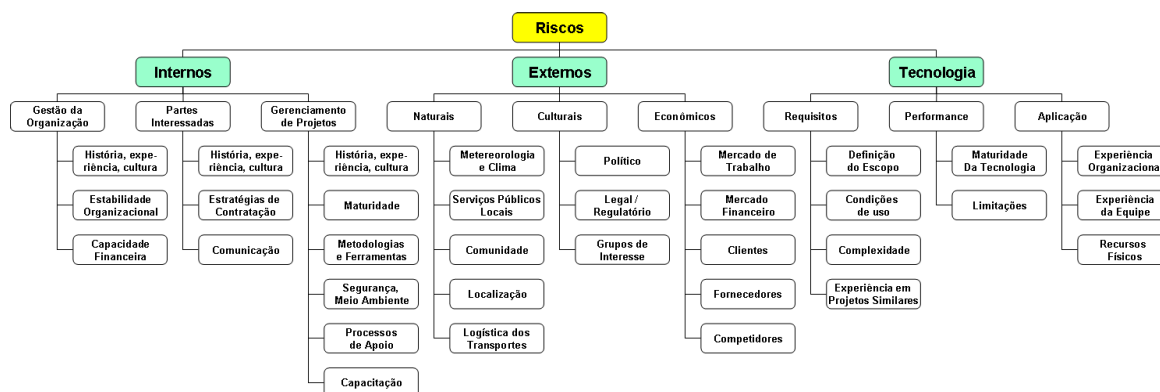 Riscos
Internos
Externos
Tecnologia
Gestão da
Organização
Partes
Interessadas
Gerenciamento
de Projetos
Naturais
Culturais
Econômicos
Requisitos
Performance
Aplicação
História, expe-
riência, cultura
História, expe-
riência, cultura
História, expe-
riência, cultura
Metereorologia
e Clima
Político
Mercado de
Trabalho
Definição
do Escopo
Maturidade
Da Tecnologia
Experiência
Organizaciona
Estabilidade
Organizacional
Estratégias de
Contratação
Maturidade
Serviços Públicos
Locais
Legal /
Regulatório
Mercado
Financeiro
Condições
de uso
Limitações
Experiência
da Equipe
Capacidade
Financeira
Comunicação
Metodologias
e Ferramentas
Comunidade
Grupos de
Interesse
Clientes
Complexidade
Recursos
Físicos
Segurança,
Meio Ambiente
Localização
Fornecedores
Experiência em
Projetos Similares
Processos
de Apoio
Logística dos
Transportes
Competidores
Capacitação